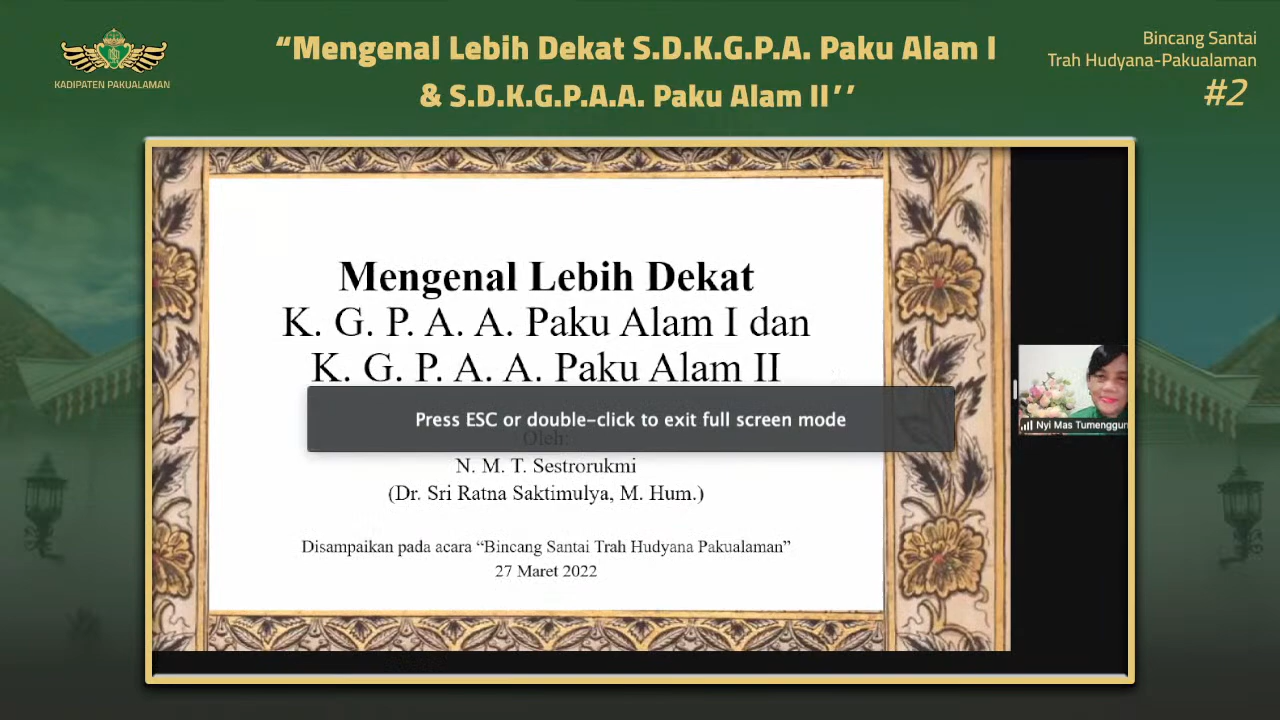 KADIPATEN PAKUALAMAN
“Mengenal Lebih Dekat S.D.K.G.P.A. Paku Alam I
& S.D.K.G.P.A.A. Paku Alam II’’
Bincang Santai
Trah Hudyana-Pakualaman
#2
Mengenal Lebih Dekat
K. G. P. A. A. Paku Alam I dan
K. G. P. A. A. Paku Alam II
Press ESC or double-click to exit full screen mode
Oleh:
N. M. T. Sestrorukmi
(Dr. Sri Ratna Saktimulya, M. Hum.)
Disampaikan pada acara “Bincang Santai Trah Hudyana Pakualaman”
27 Maret 2022
Nyi Mas Tumenggun